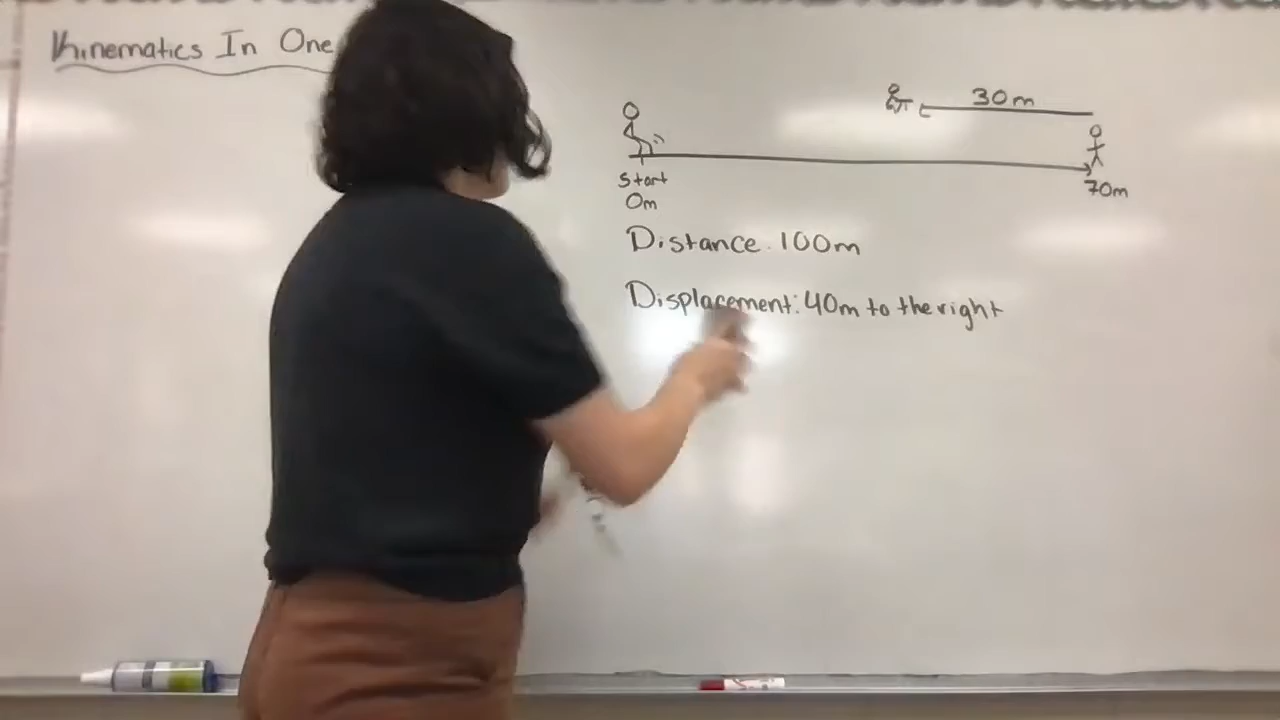 Kinematics In One
30m
Start
0m
70m
Distance: 100m
Displacement: 40m to the right